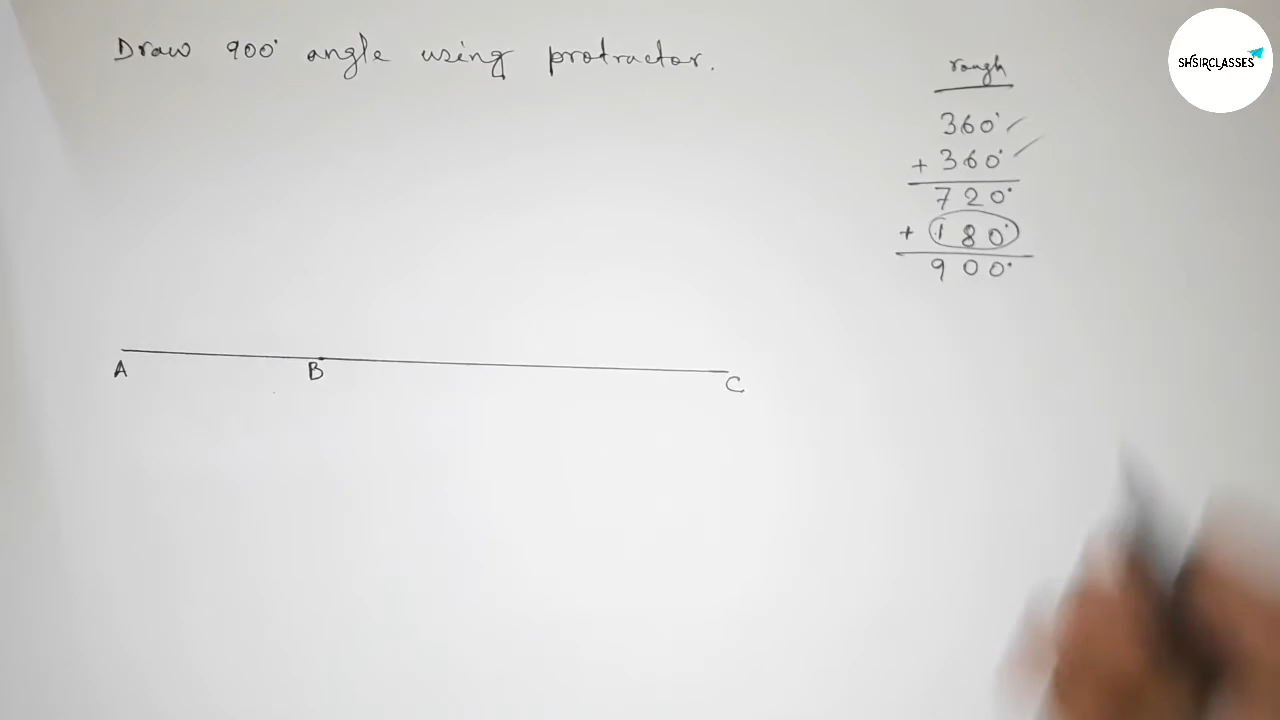 Draw 900° angle using protractor.
SHSIRCLASSES
rough
360°
+ 360°
720°
+ 180°
900°
A
B
C